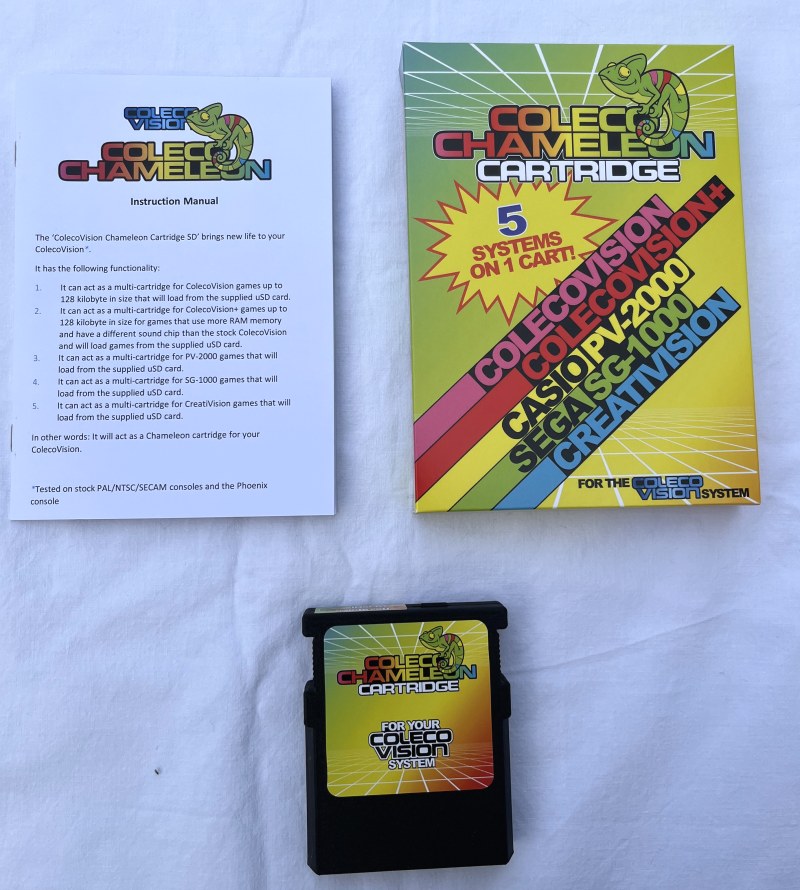 COLECO
VISION
COLECO
CHAMELEON
Instruction Manual
The ‘ColecoVision Chameleon Cartridge SD’ brings new life to your
ColecoVision*.
It has the following functionality:
1. It can act as a multi-cartridge for ColecoVision games up to
128 kilobyte in size that will load from the supplied uSD card.
2. It can act as a multi-cartridge for ColecoVision+ games up to
128 kilobyte in size for games that use more RAM memory
and have a different sound chip than the stock ColecoVision
and will load games from the supplied uSD card.
3. It can act as a multi-cartridge for PV-2000 games that will
load from the supplied uSD card.
4. It can act as a multi-cartridge for SG-1000 games that will
load from the supplied uSD card.
5. It can act as a multi-cartridge for CreatiVision games that will
load from the supplied uSD card.
In other words: It will act as a Chameleon cartridge for your
ColecoVision.
*Tested on stock PAL/NTSC/SECAM consoles and the Phoenix
console
COLECO
CHAMELEON
CARTRIDGE
5
SYSTEMS
ON 1 CART!
COLECOVISION
COLECOVISION+
CASIO PV-2000
SEGA SG-1000
CREATIVISION
FOR THE COLECO VISION SYSTEM
COLECO
CHAMELEON
CARTRIDGE
FOR YOUR
COLECO
VISION
SYSTEM